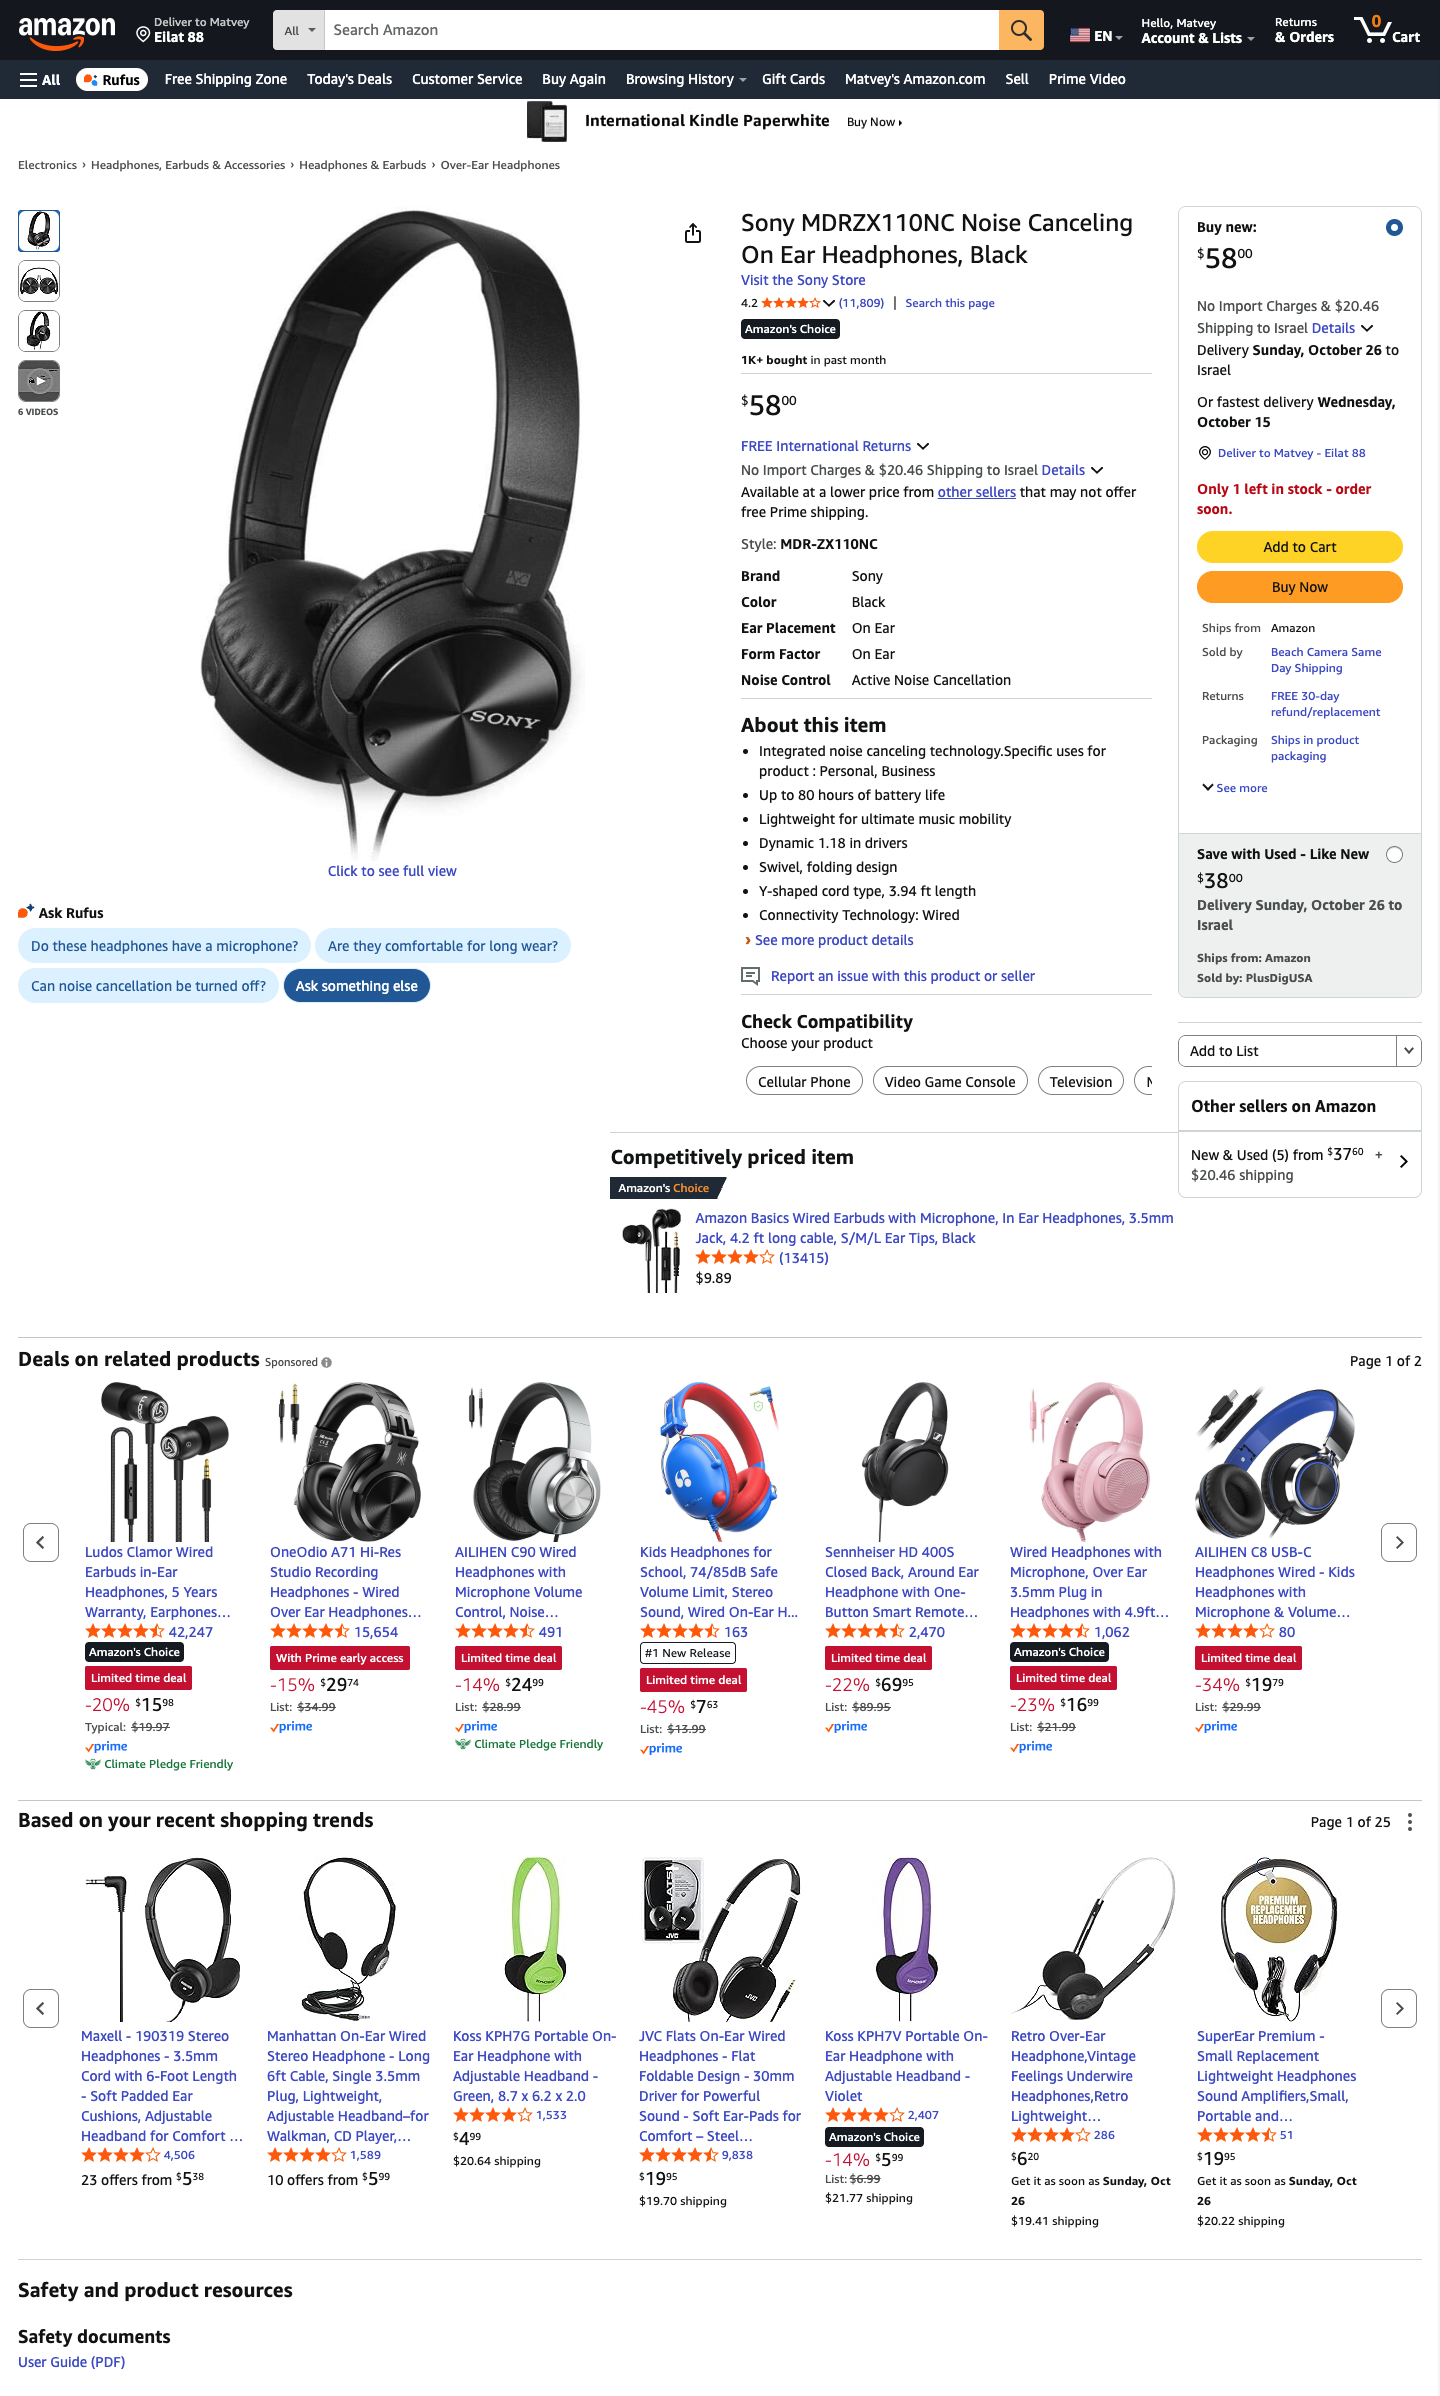 amazon
Deliver to Matvey
Eilat 88
All
Search Amazon
EN
Hello, Matvey
Account & Lists
Returns
& Orders
0
Cart
All
Rufus
Free Shipping Zone
Today's Deals
Customer Service
Buy Again
Browsing History
Gift Cards
Matvey's Amazon.com
Sell
Prime Video
International Kindle Paperwhite
Buy Now
Electronics › Headphones, Earbuds & Accessories › Headphones & Earbuds › Over-Ear Headphones
6 VIDEOS
SONY
Click to see full view
Ask Rufus
Do these headphones have a microphone?
Are they comfortable for long wear?
Can noise cancellation be turned off?
Ask something else
Sony MDRZX110NC Noise Canceling
On Ear Headphones, Black
Visit the Sony Store
4.2 (11,809) | Search this page
Amazon's Choice
1K+ bought in past month
$5800
FREE International Returns
No Import Charges & $20.46 Shipping to Israel Details
Available at a lower price from other sellers that may not offer
free Prime shipping.
Style: MDR-ZX110NC
Brand Sony
Color Black
Ear Placement On Ear
Form Factor On Ear
Noise Control Active Noise Cancellation
About this item
• Integrated noise canceling technology.Specific uses for
product : Personal, Business
• Up to 80 hours of battery life
• Lightweight for ultimate music mobility
• Dynamic 1.18 in drivers
• Swivel, folding design
• Y-shaped cord type, 3.94 ft length
• Connectivity Technology: Wired
› See more product details
Report an issue with this product or seller
Check Compatibility
Choose your product
Cellular Phone
Video Game Console
Television
Buy new:
$5800
No Import Charges & $20.46
Shipping to Israel Details
Delivery Sunday, October 26 to
Israel
Or fastest delivery Wednesday,
October 15
Deliver to Matvey - Eilat 88
Only 1 left in stock - order
soon.
Add to Cart
Buy Now
Ships from Amazon
Sold by Beach Camera Same
Day Shipping
Returns FREE 30-day
refund/replacement
Packaging Ships in product
packaging
See more
Save with Used - Like New
$3800
Delivery Sunday, October 26 to
Israel
Ships from: Amazon
Sold by: PlusDigUSA
Add to List
Other sellers on Amazon
New & Used (5) from $3760 +
$20.46 shipping
Competitively priced item
Amazon's Choice
Amazon Basics Wired Earbuds with Microphone, In Ear Headphones, 3.5mm
Jack, 4.2 ft long cable, S/M/L Ear Tips, Black
(13415)
$9.89
Deals on related products Sponsored
Page 1 of 2
Ludos Clamor Wired
Earbuds in-Ear
Headphones, 5 Years
Warranty, Earphones…
42,247
Amazon's Choice
Limited time deal
-20% $1598
Typical: $19.97
prime
Climate Pledge Friendly
OneOdio A71 Hi-Res
Studio Recording
Headphones - Wired
Over Ear Headphones…
15,654
With Prime early access
-15% $2974
List: $34.99
prime
AILIHEN C90 Wired
Headphones with
Microphone Volume
Control, Noise…
491
Limited time deal
-14% $2499
List: $28.99
prime
Climate Pledge Friendly
Kids Headphones for
School, 74/85dB Safe
Volume Limit, Stereo
Sound, Wired On-Ear H...
163
#1 New Release
Limited time deal
-45% $763
List: $13.99
prime
Sennheiser HD 400S
Closed Back, Around Ear
Headphone with One-
Button Smart Remote…
2,470
Limited time deal
-22% $6995
List: $89.95
prime
Wired Headphones with
Microphone, Over Ear
3.5mm Plug in
Headphones with 4.9ft…
1,062
Amazon's Choice
Limited time deal
-23% $1699
List: $21.99
prime
AILIHEN C8 USB-C
Headphones Wired - Kids
Headphones with
Microphone & Volume…
80
Limited time deal
-34% $1979
List: $29.99
prime
Based on your recent shopping trends
Page 1 of 25
FLATS
JVC
JVC
KOSS
KOSS
PREMIUM
REPLACEMENT
HEADPHONES
Maxell - 190319 Stereo
Headphones - 3.5mm
Cord with 6-Foot Length
- Soft Padded Ear
Cushions, Adjustable
Headband for Comfort …
4,506
23 offers from $538
Manhattan On-Ear Wired
Stereo Headphone - Long
6ft Cable, Single 3.5mm
Plug, Lightweight,
Adjustable Headband–for
Walkman, CD Player,…
1,589
10 offers from $599
Koss KPH7G Portable On-
Ear Headphone with
Adjustable Headband -
Green, 8.7 x 6.2 x 2.0
1,533
$499
$20.64 shipping
JVC Flats On-Ear Wired
Headphones - Flat
Foldable Design - 30mm
Driver for Powerful
Sound - Soft Ear-Pads for
Comfort – Steel…
9,838
$1995
$19.70 shipping
Koss KPH7V Portable On-
Ear Headphone with
Adjustable Headband -
Violet
2,407
Amazon's Choice
-14% $599
List: $6.99
$21.77 shipping
Retro Over-Ear
Headphone,Vintage
Feelings Underwire
Headphones,Retro
Lightweight…
286
$620
Get it as soon as Sunday, Oct
26
$19.41 shipping
SuperEar Premium -
Small Replacement
Lightweight Headphones
Sound Amplifiers,Small,
Portable and…
51
$1995
Get it as soon as Sunday, Oct
26
$20.22 shipping
Safety and product resources
Safety documents
User Guide (PDF)